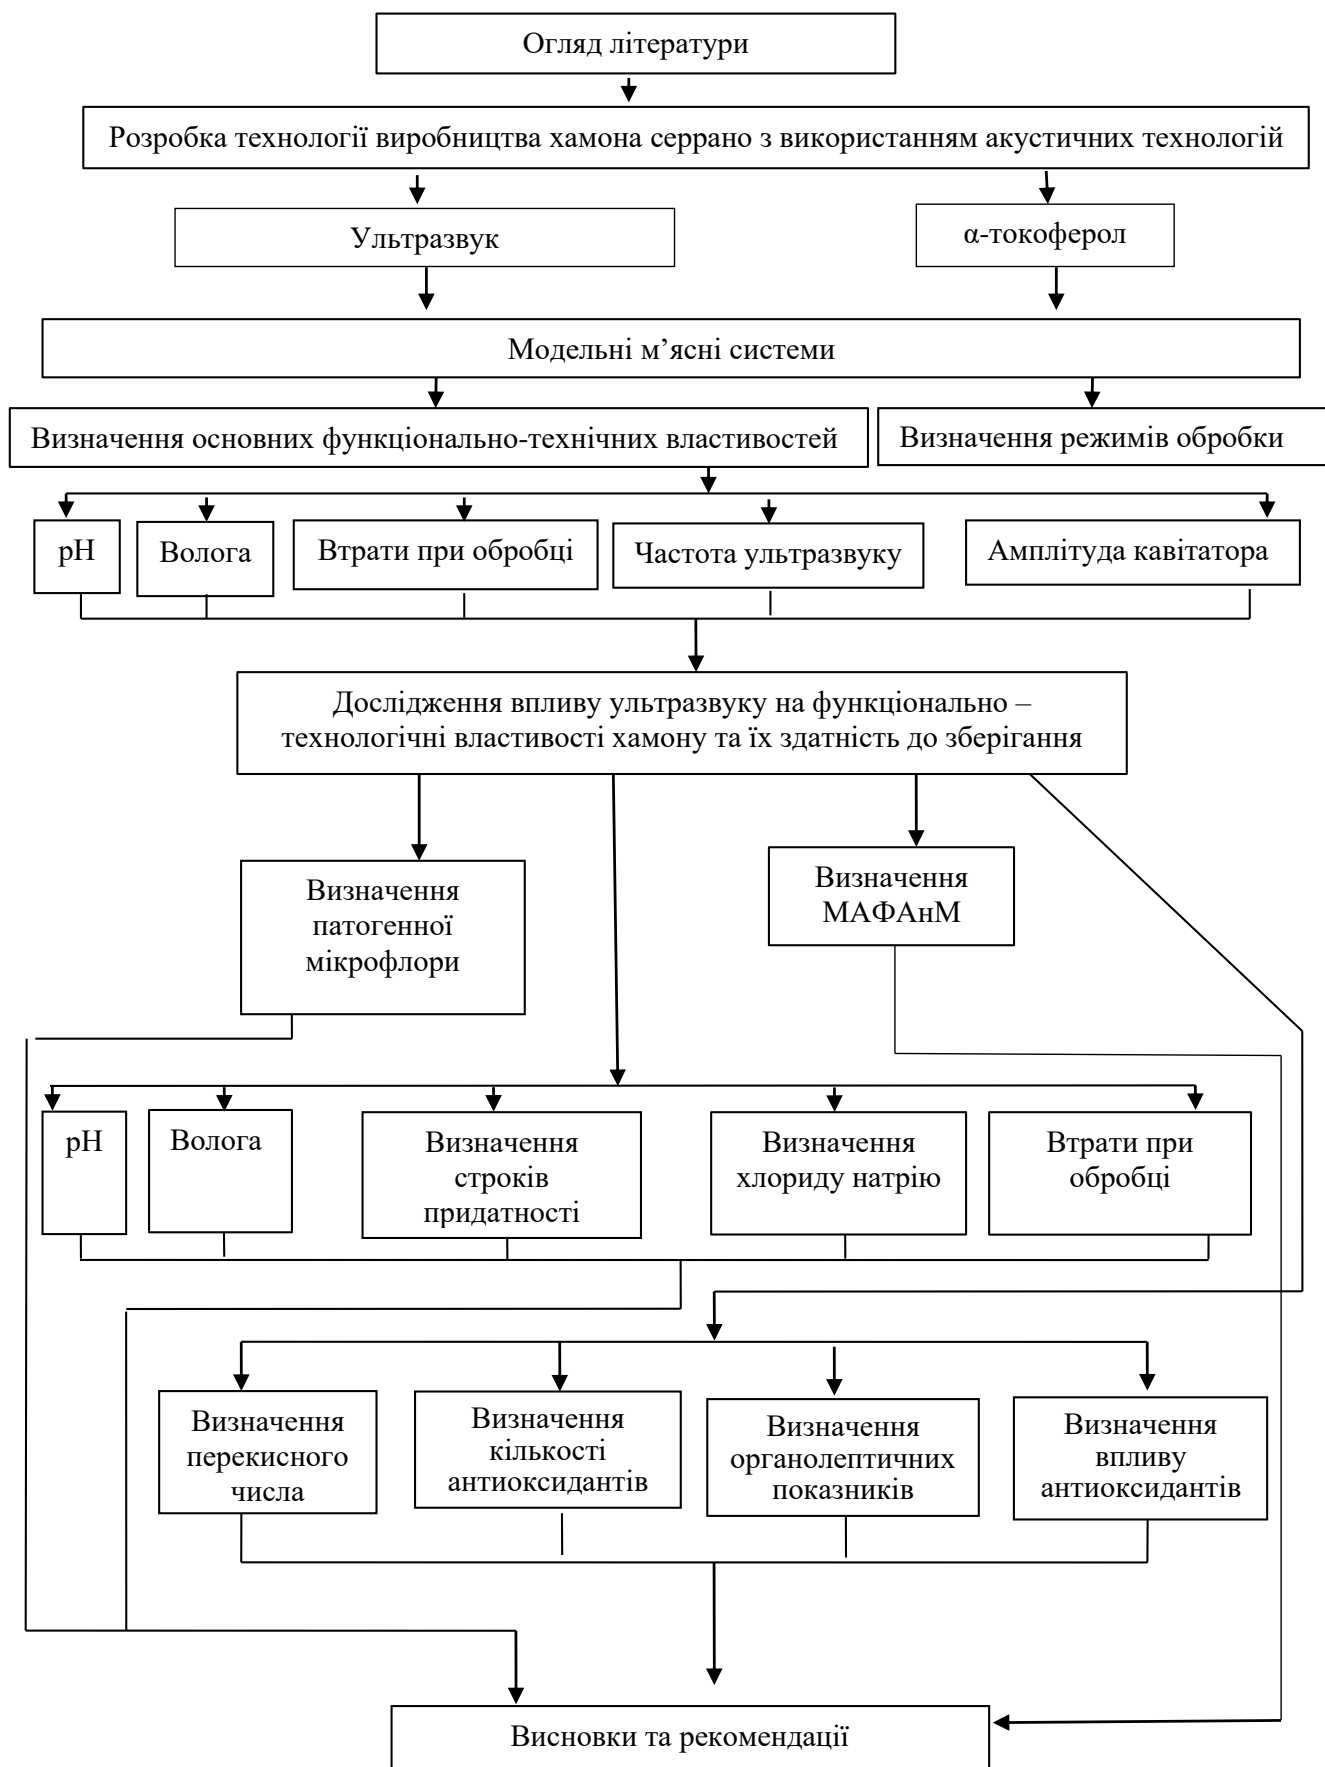 Огляд літератури
Розробка технології виробництва хамона серрано з використанням акустичних технологій
Ультразвук
α-токоферол
Модельні м’ясні системи
Визначення основних функціонально-технічних властивостей
Визначення режимів обробки
pH
Волога
Втрати при обробці
Частота ультразвуку
Амплітуда кавітатора
Дослідження впливу ультразвуку на функціонально –
технологічні властивості хамону та їх здатність до зберігання
Визначення
патогенної
мікрофлори
Визначення
МАФАнМ
pH
Волога
Визначення
строків
придатності
Визначення
хлориду натрію
Втрати при
обробці
Визначення
перекисного
числа
Визначення
кількості
антиоксидантів
Визначення
органолептичних
показників
Визначення
впливу
антиоксидантів
Висновки та рекомендації